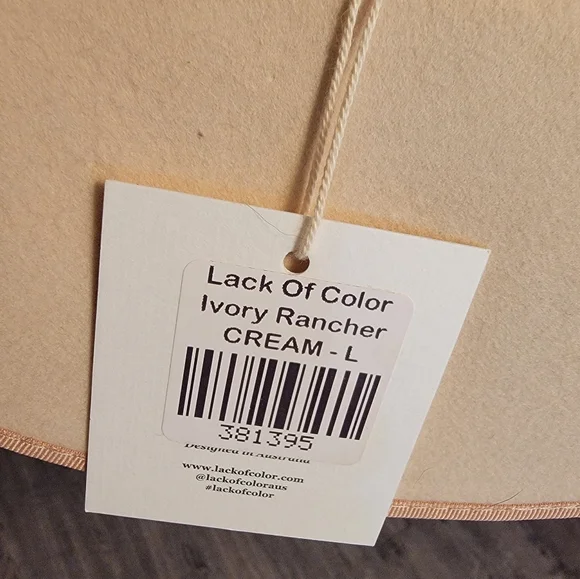 Lack Of Color
Ivory Rancher
CREAM - L
381395
Designed in Australia
www.lackofcolor.com
@lackofcoloraus
#lackofcolor